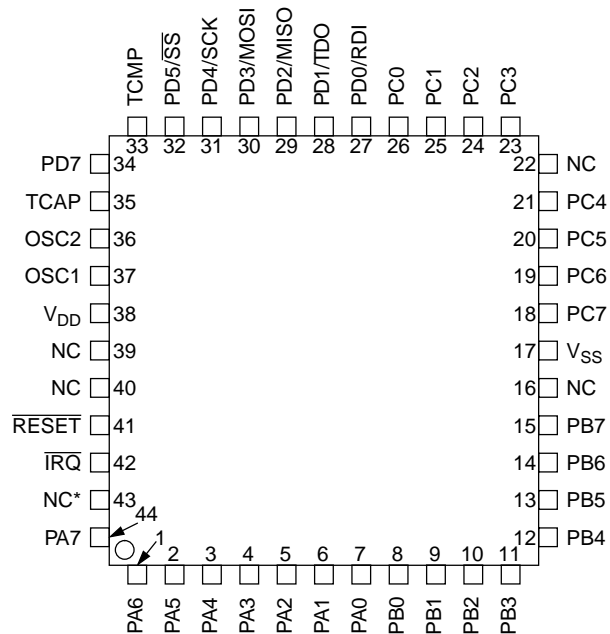 TCMP
PD5/SS
PD4/SCK
PD3/MOSI
PD2/MISO
PD1/TDO
PD0/RDI
PC0
PC1
PC2
PC3
33 32 31 30 29 28 27 26 25 24 23
PD7 34
22 NC
TCAP 35
21 PC4
OSC2 36
20 PC5
OSC1 37
19 PC6
VDD 38
18 PC7
NC 39
17 VSS
NC 40
16 NC
RESET 41
15 PB7
IRQ 42
14 PB6
NC* 43
13 PB5
PA7 44
12 PB4
1 2 3 4 5 6 7 8 9 10 11
PA6
PA5
PA4
PA3
PA2
PA1
PA0
PB0
PB1
PB2
PB3